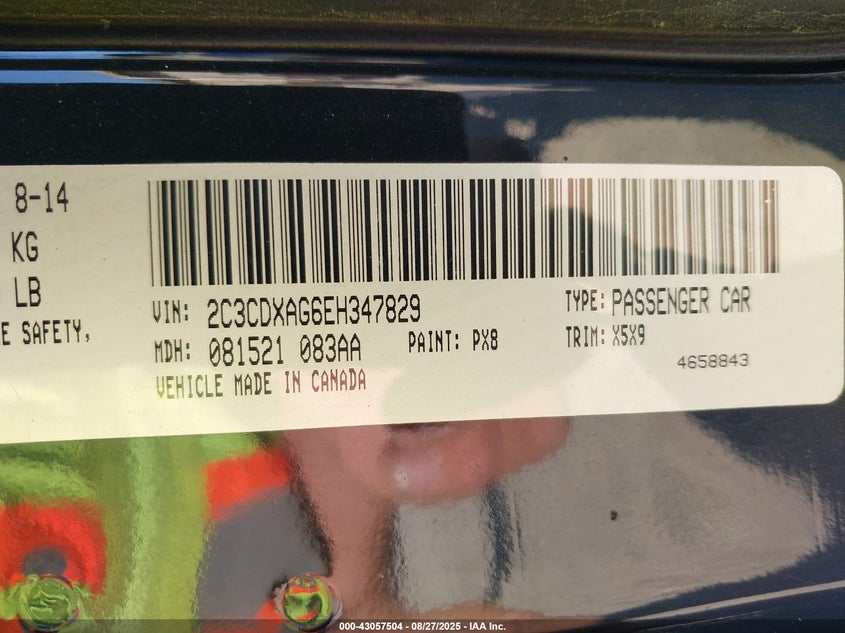 8-14
KG
LB
E SAFETY,
VIN: 2C3CDXAG6EH347829
TYPE: PASSENGER CAR
MDH: 081521 083AA
PAINT: PX8
TRIM: X5X9
VEHICLE MADE IN CANADA
4658843
000-43057504 - 08/27/2025 - IAA Inc.